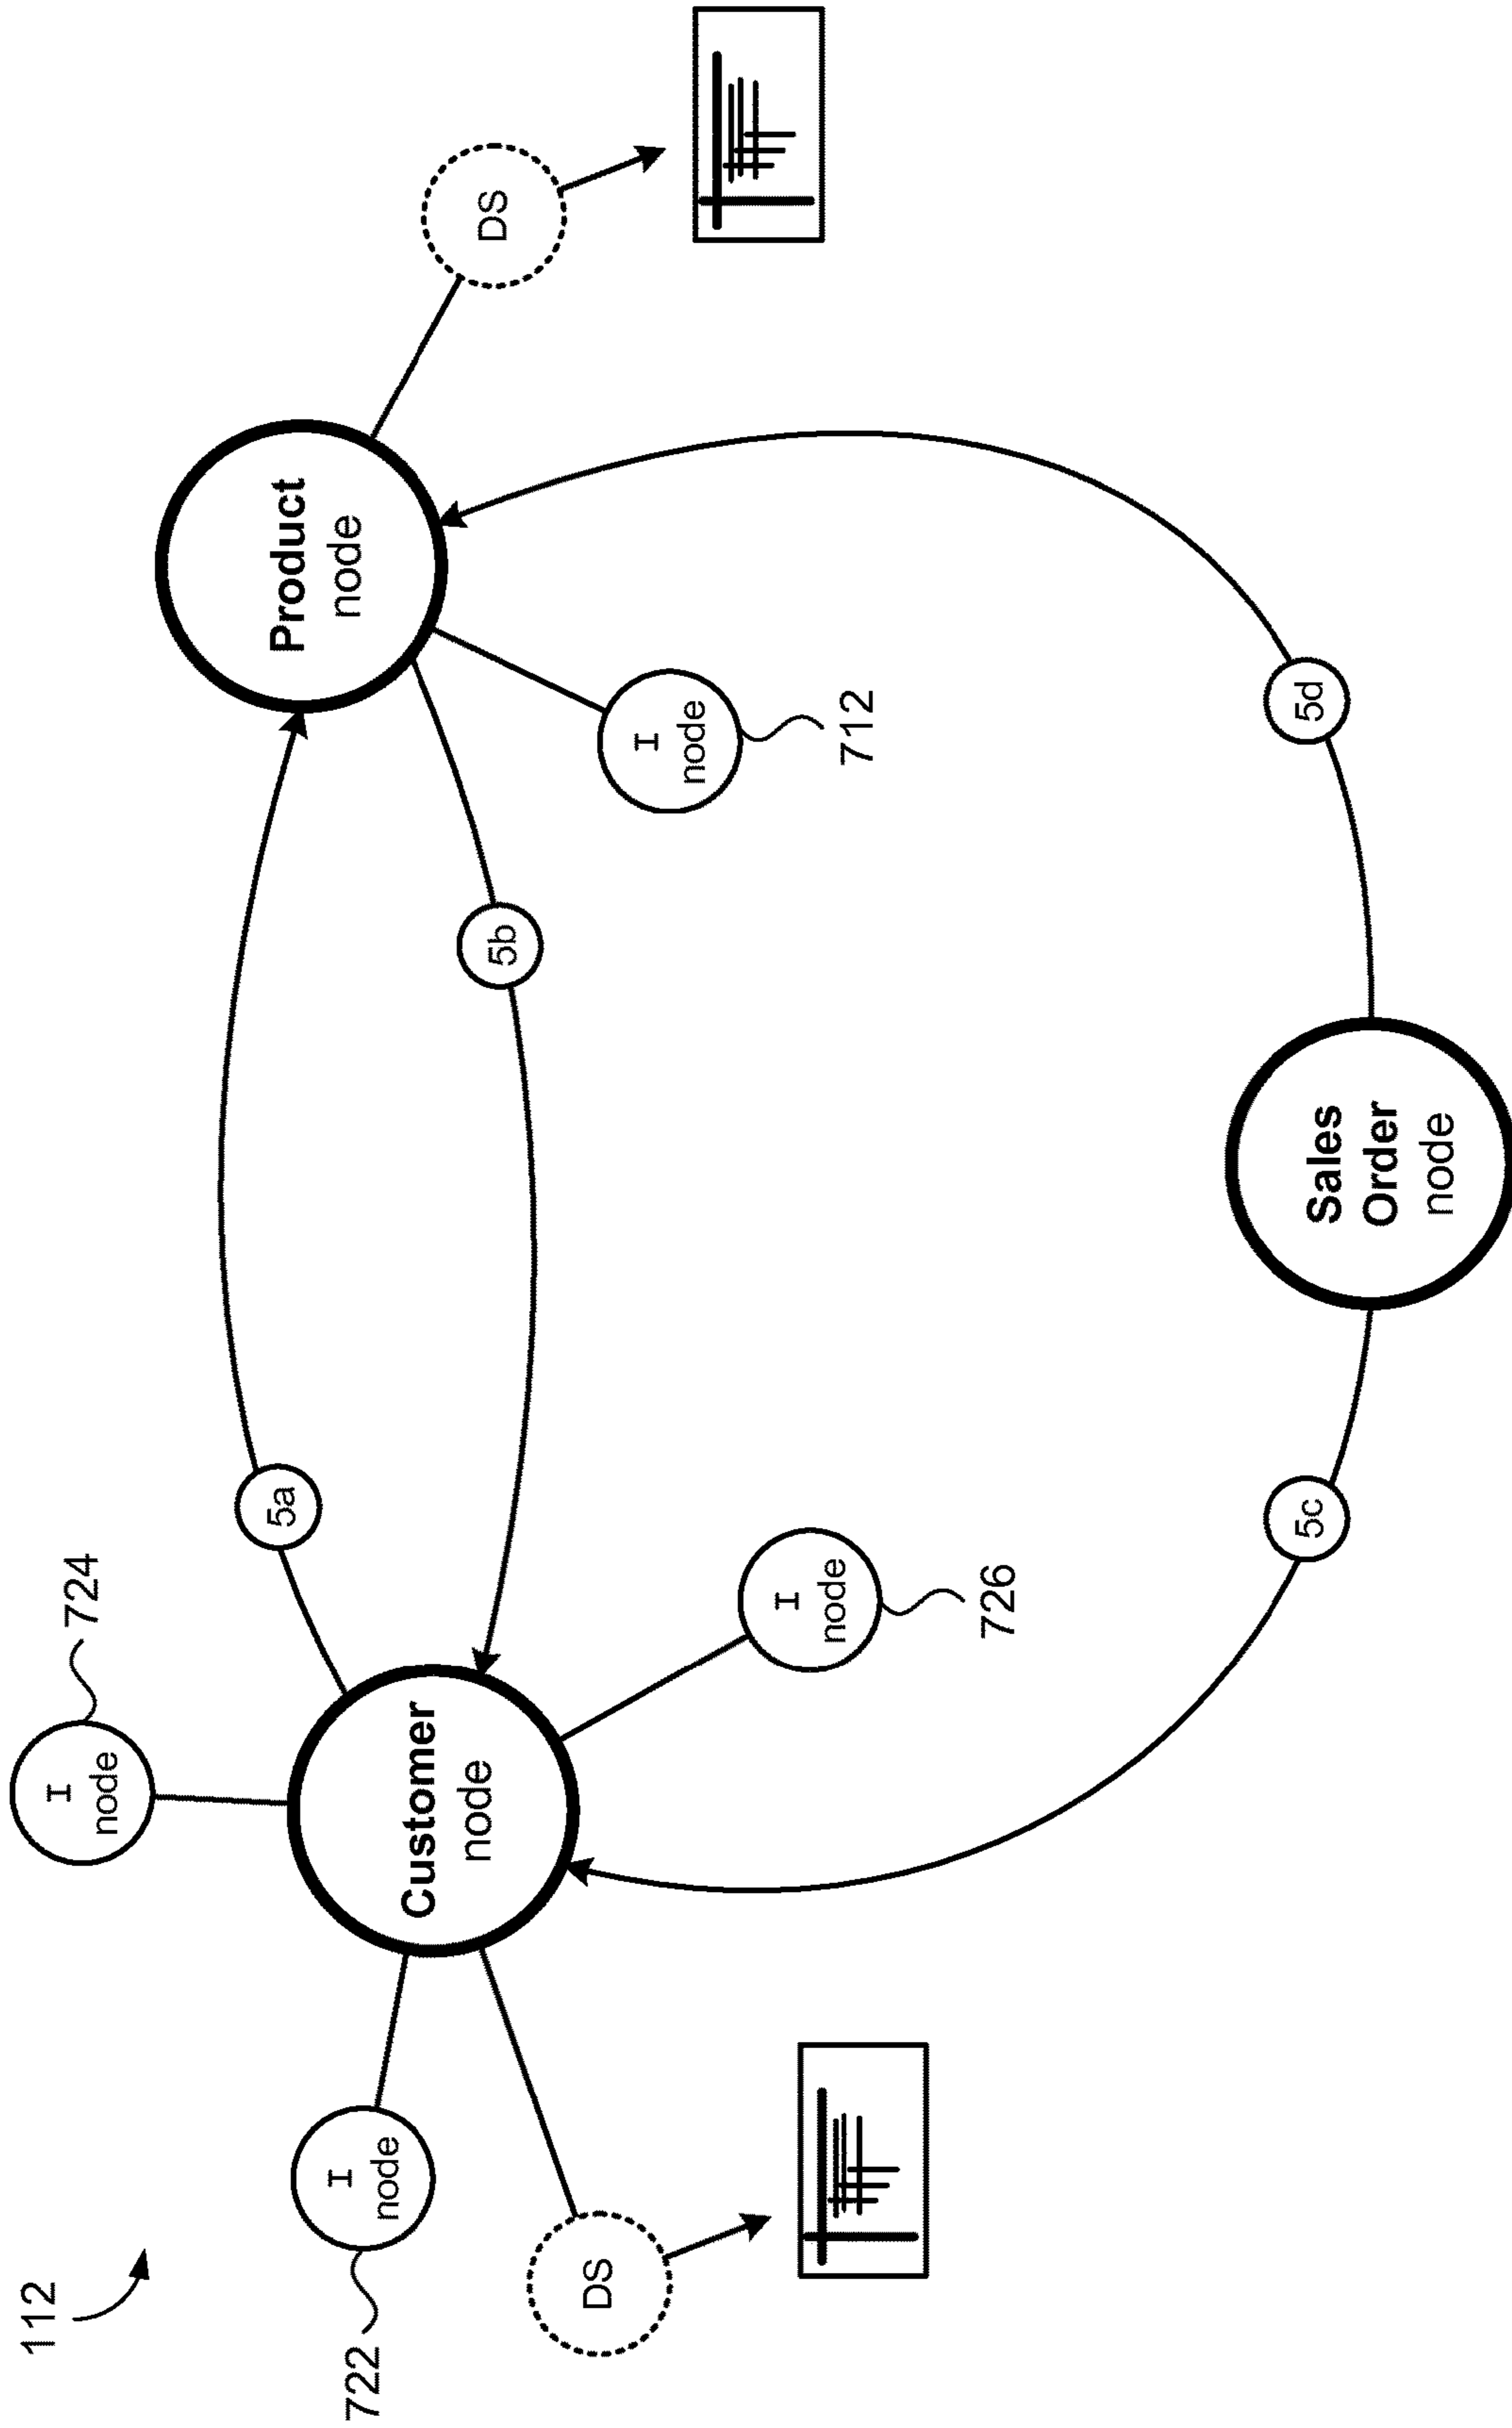 112
722
724
I
node
I
node
Customer
node
DS
I
node
726
5a
5b
Product
node
I
node
712
DS
5c
5d
Sales
Order
node